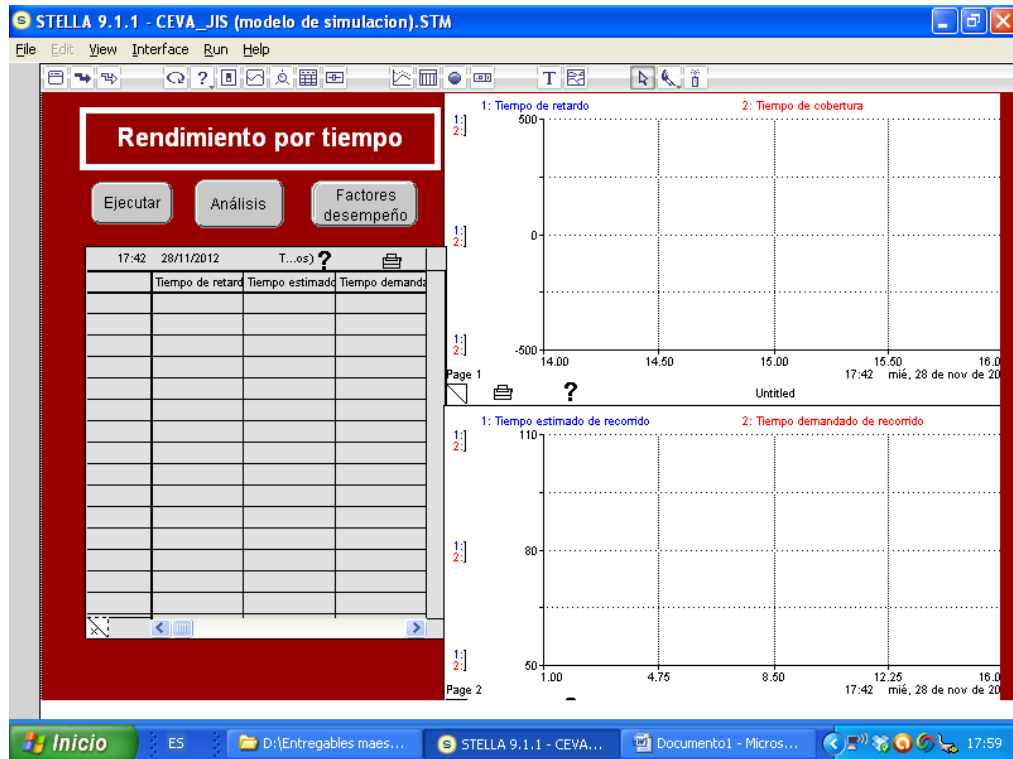 STELLA 9.1.1 - CEVA_JIS (modelo de simulacion).STM
File Edit View Interface Run Help
Rendimiento por tiempo
Ejecutar
Análisis
Factores
desempeño
17:42 28/11/2012 T...os) ?
Tiempo de retard Tiempo estimado Tiempo demanda
1: Tiempo de retardo 2: Tiempo de cobertura
1:
2:
500
1:
2:
0
1:
2:
-500
14.00 14.50 15.00 15.50 16.0
Page 1 17:42 mié, 28 de nov de 20
? Untitled
1: Tiempo estimado de recorrido 2: Tiempo demandado de recorrido
1:
2:
110
1:
2:
80
1:
2:
50
1.00 4.75 8.50 12.25 16.0
Page 2 17:42 mié, 28 de nov de 20
Inicio ES D:\Entregables maes... STELLA 9.1.1 - CEVA... Documento1 - Micros... 17:59